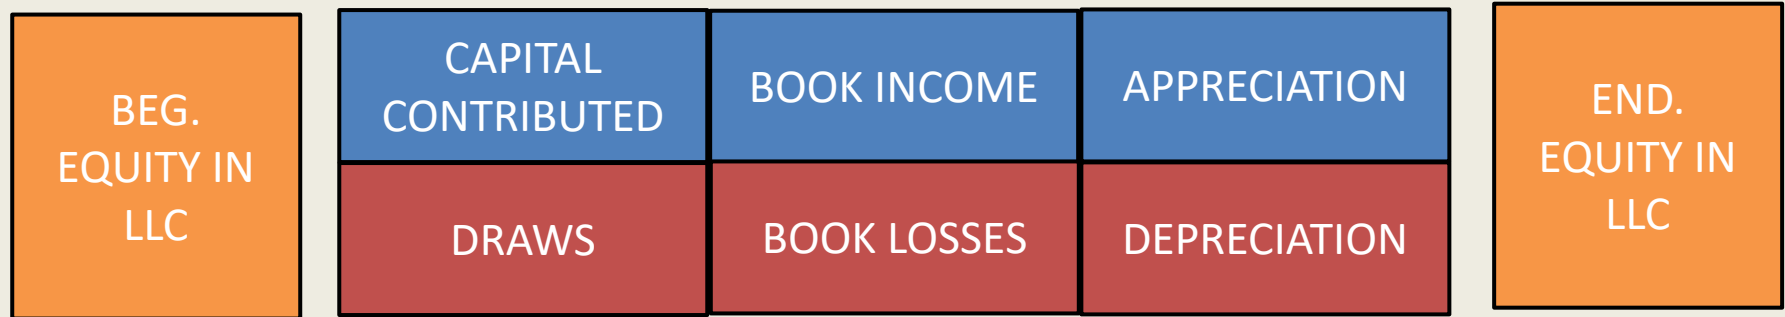 BEG.
EQUITY IN
LLC
CAPITAL
CONTRIBUTED
BOOK INCOME
APPRECIATION
DRAWS
BOOK LOSSES
DEPRECIATION
END.
EQUITY IN
LLC